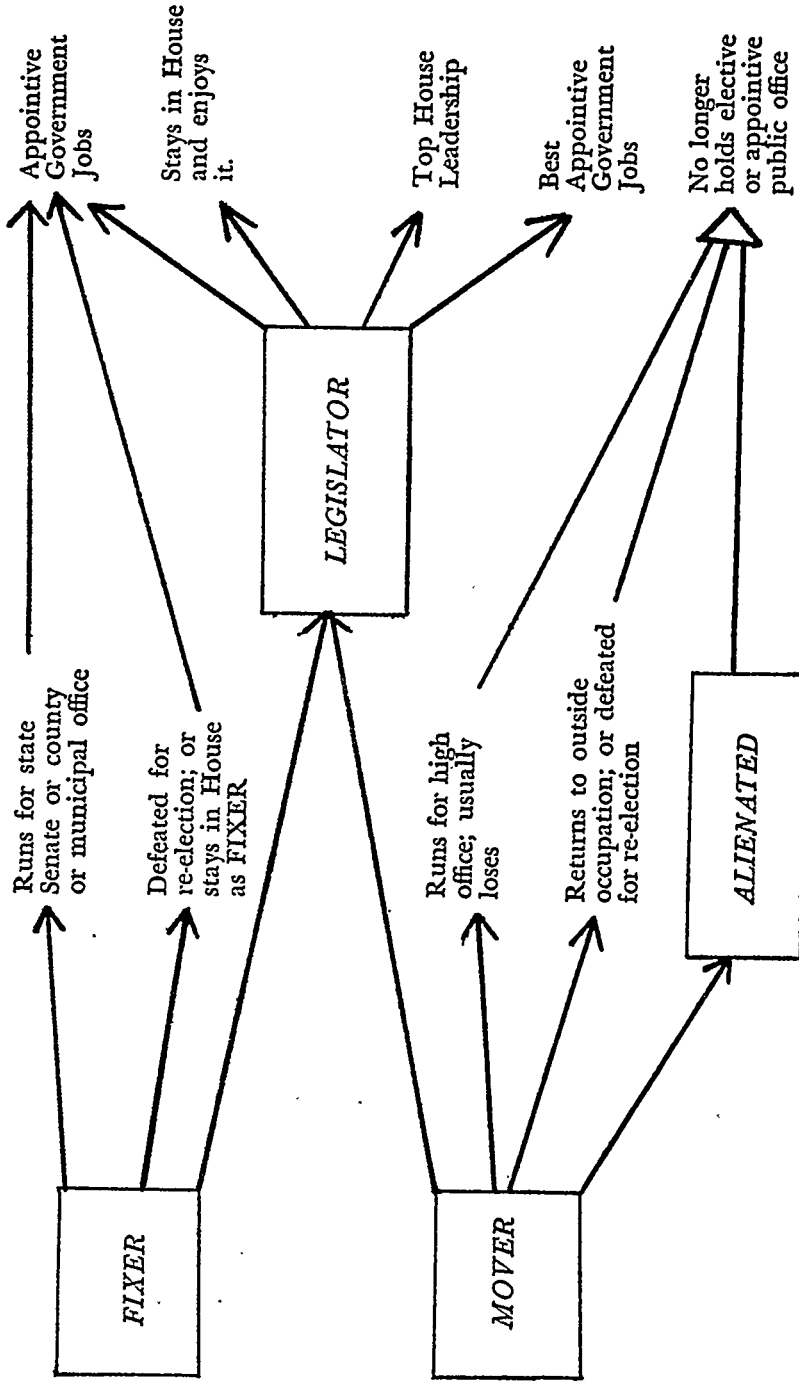 FIXER
MOVER
Runs for state
Senate or county
or municipal office
Defeated for
re-election; or
stays in House
as FIXER
Runs for high
office; usually
loses
Returns to outside
occupation; or defeated
for re-election
ALIENATED
LEGISLATOR
Appointive
Government
Jobs
Stays in House
and enjoys
it.
Top House
Leadership
Best
Appointive
Government
Jobs
No longer
holds elective
or appointive
public office